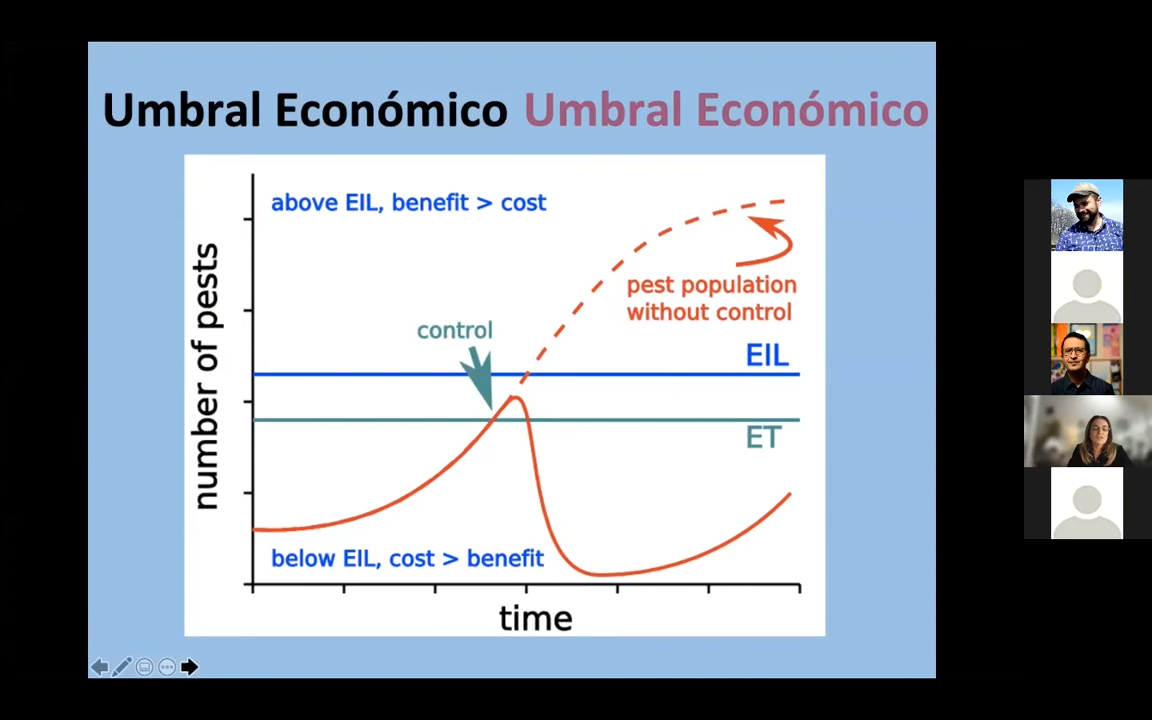 Umbral Económico Umbral Económico
above EIL, benefit > cost
pest population
without control
control
EIL
ET
number of pests
below EIL, cost > benefit
time